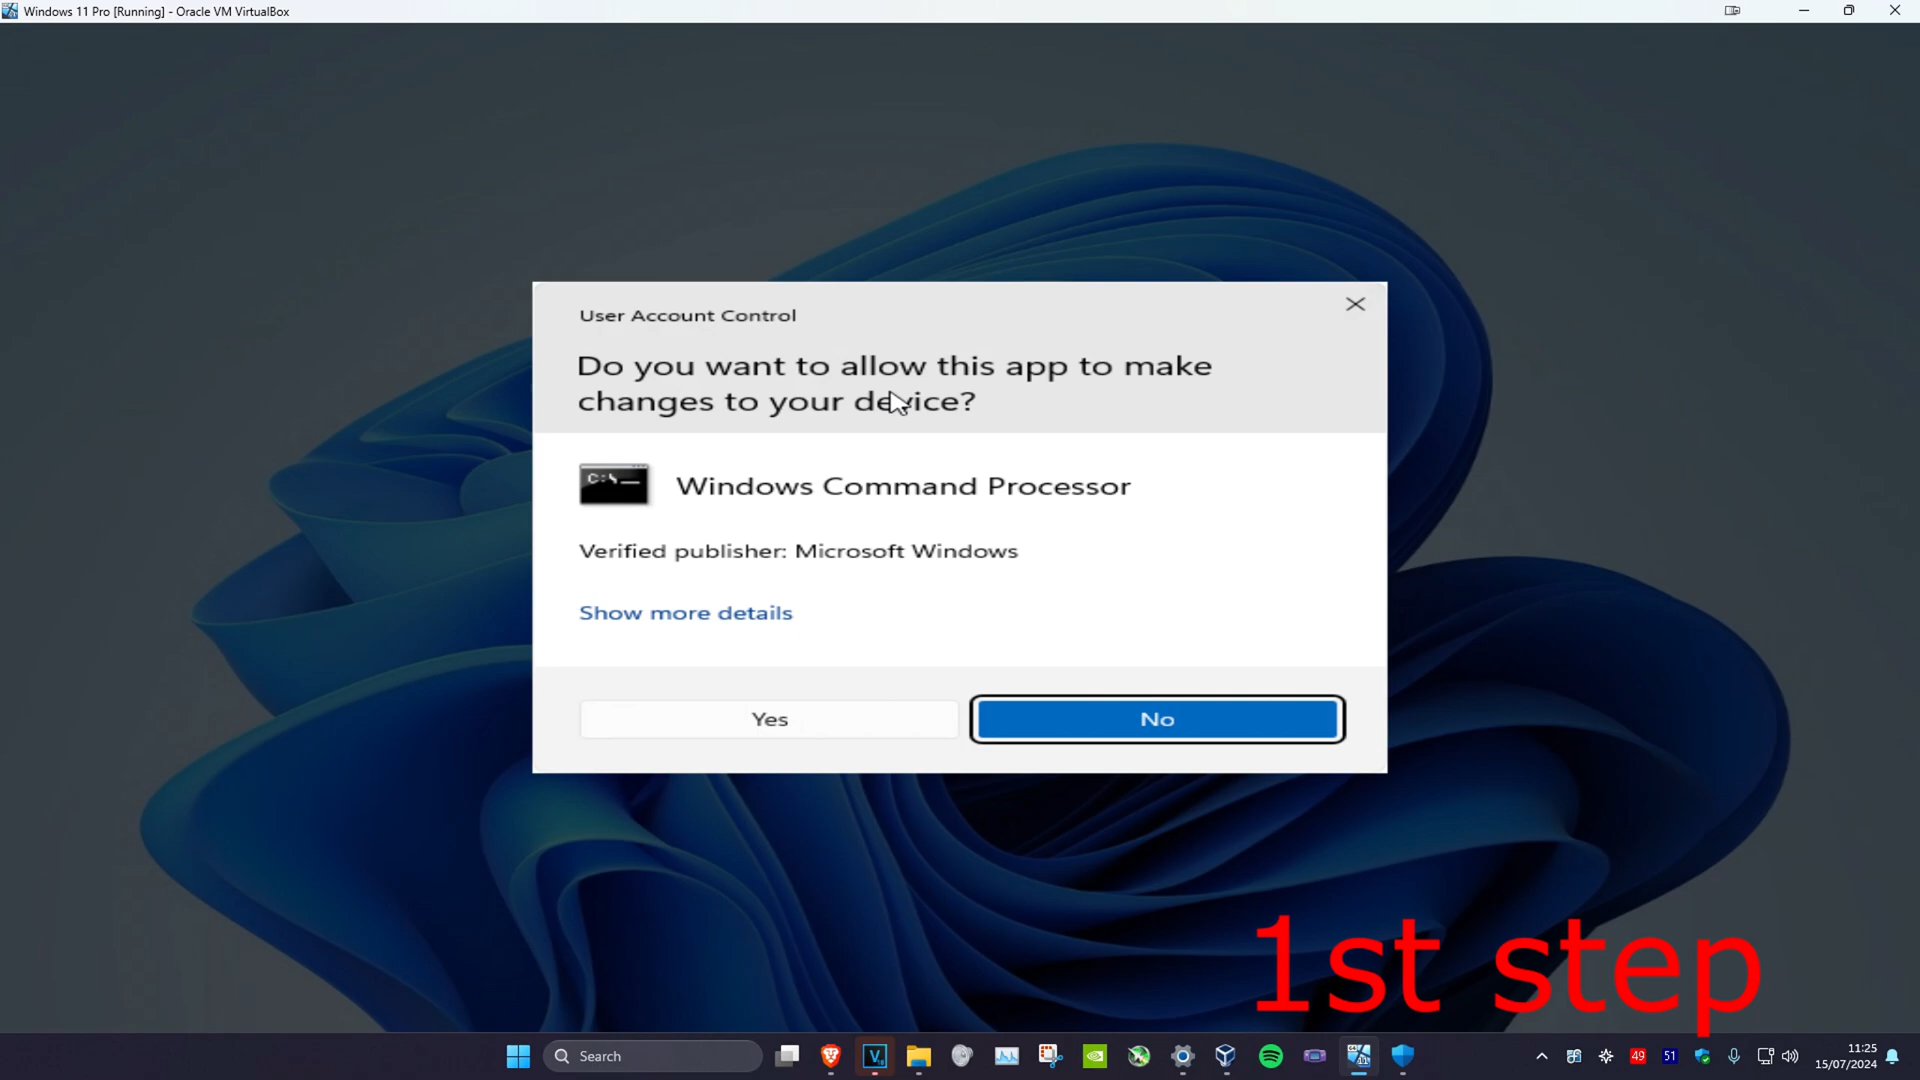 Windows 11 Pro [Running] - Oracle VM VirtualBox
User Account Control
Do you want to allow this app to make
changes to your device?
C:\_
Windows Command Processor
Verified publisher: Microsoft Windows
Show more details
Yes
No
1st step
Search
49
51
11:25
15/07/2024